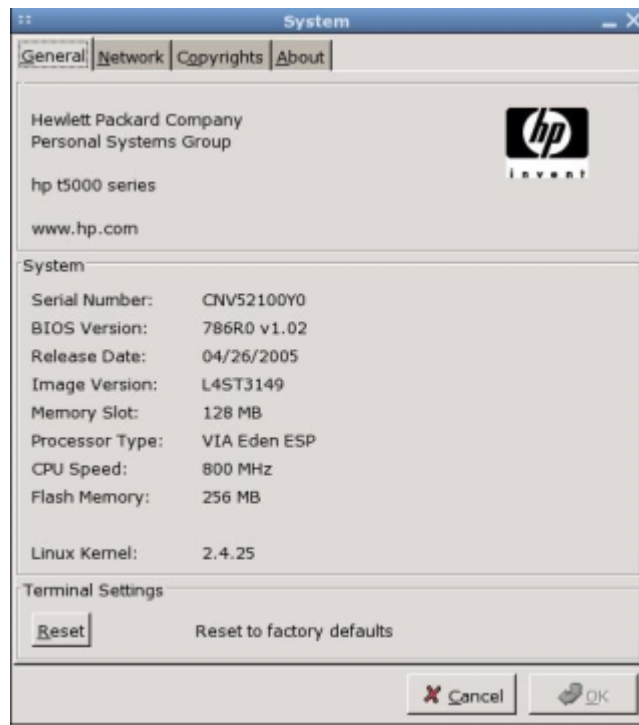 System
General Network Copyrights About
Hewlett Packard Company
Personal Systems Group
hp t5000 series
www.hp.com
hp
invent
System
Serial Number: CNV52100Y0
BIOS Version: 786R0 v1.02
Release Date: 04/26/2005
Image Version: L4ST3149
Memory Slot: 128 MB
Processor Type: VIA Eden ESP
CPU Speed: 800 MHz
Flash Memory: 256 MB
Linux Kernel: 2.4.25
Terminal Settings
Reset Reset to factory defaults
Cancel OK